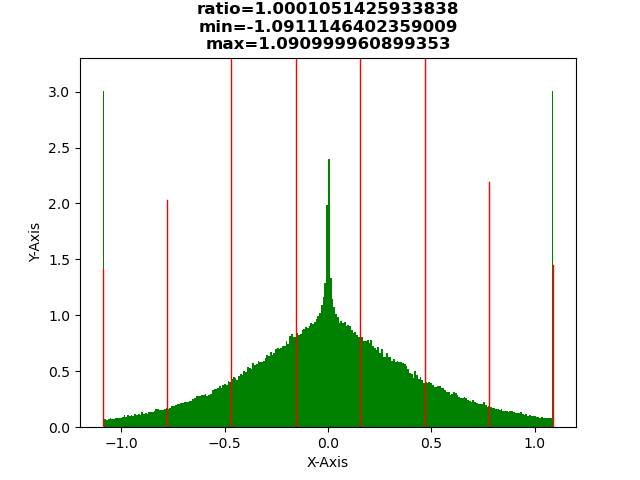 ratio=1.0001051425933838
min=-1.0911146402359009
max=1.090999960899353
3.0
2.5
2.0
1.5
1.0
0.5
0.0
Y-Axis
−1.0 −0.5 0.0 0.5 1.0
X-Axis